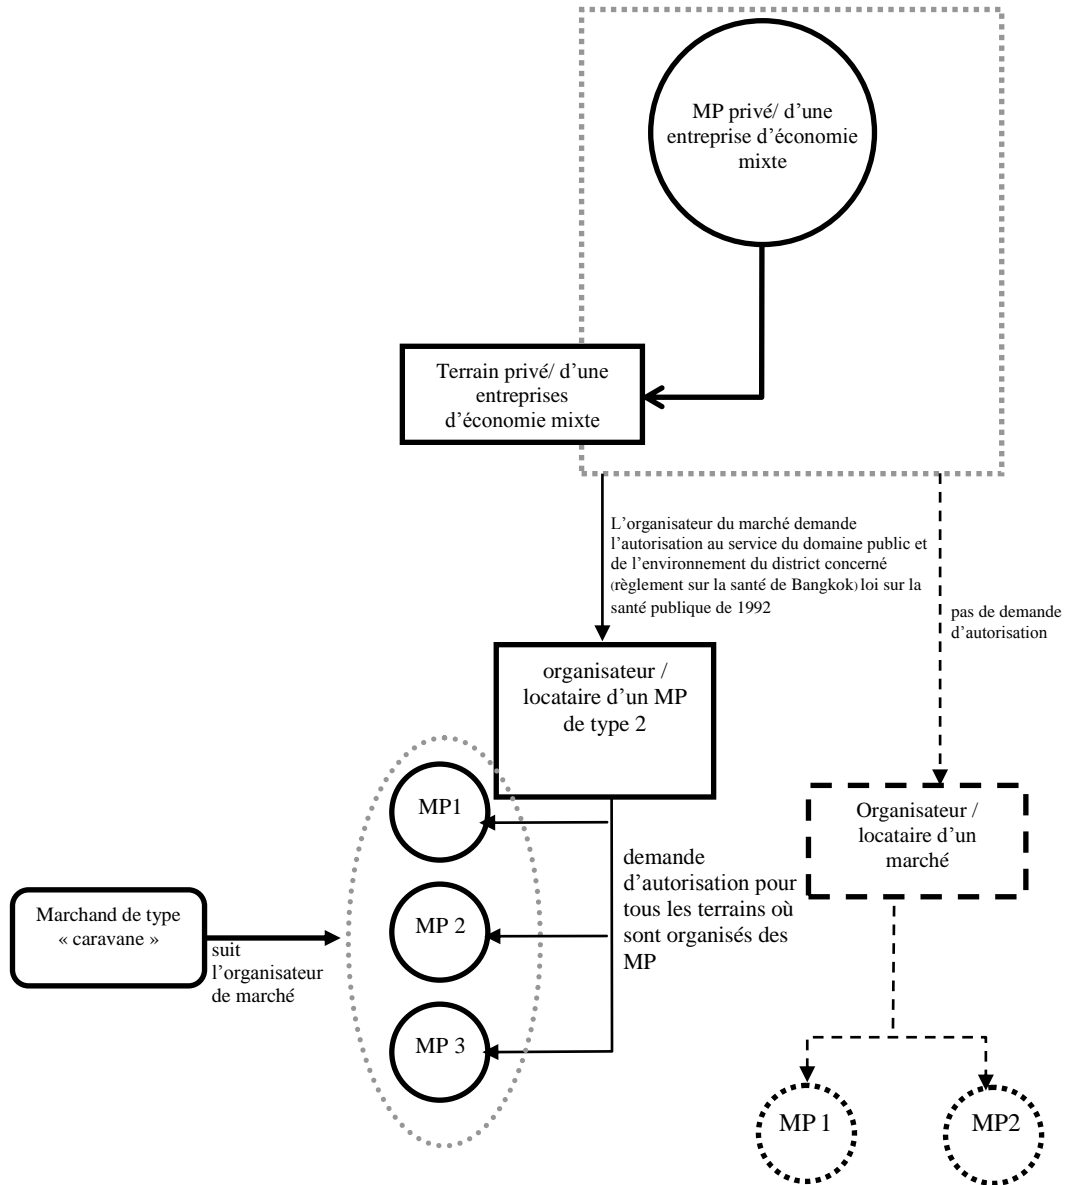 MP privé/ d’une
entreprise d’économie
mixte
Terrain privé/ d’une
entreprises
d’économie mixte
L’organisateur du marché demande
l’autorisation au service du domaine public et
de l’environnement du district concerné
(règlement sur la santé de Bangkok) loi sur la
santé publique de 1992
pas de demande
d’autorisation
organisateur /
locataire d’un MP
de type 2
MP1
MP 2
MP 3
demande
d’autorisation pour
tous les terrains où
sont organisés des
MP
Organisateur /
locataire d’un
marché
Marchand de type
« caravane »
suit
l’organisateur
de marché
MP 1
MP2